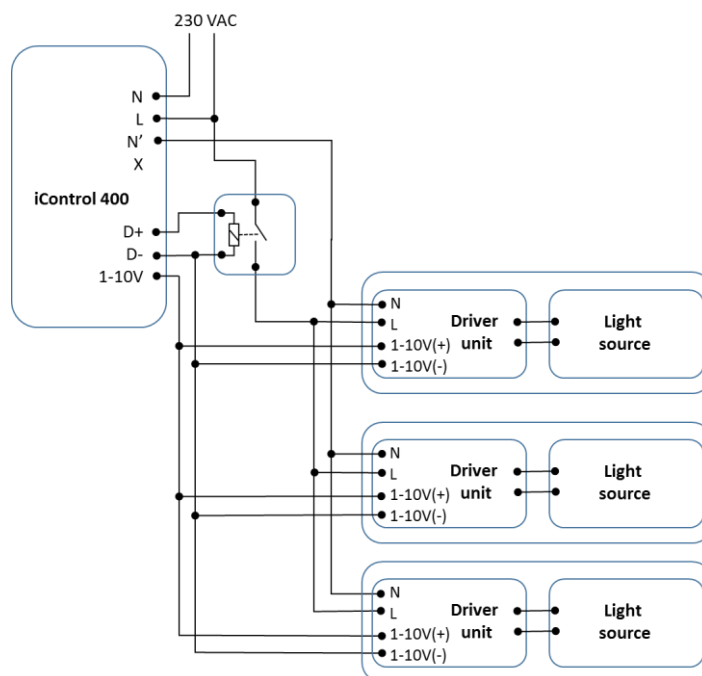 230 VAC
N
L
N’
X
iControl 400
D+
D-
1-10V
N
L
1-10V(+)
1-10V(-)
Driver
unit
Light
source
N
L
1-10V(+)
1-10V(-)
Driver
unit
Light
source
N
L
1-10V(+)
1-10V(-)
Driver
unit
Light
source